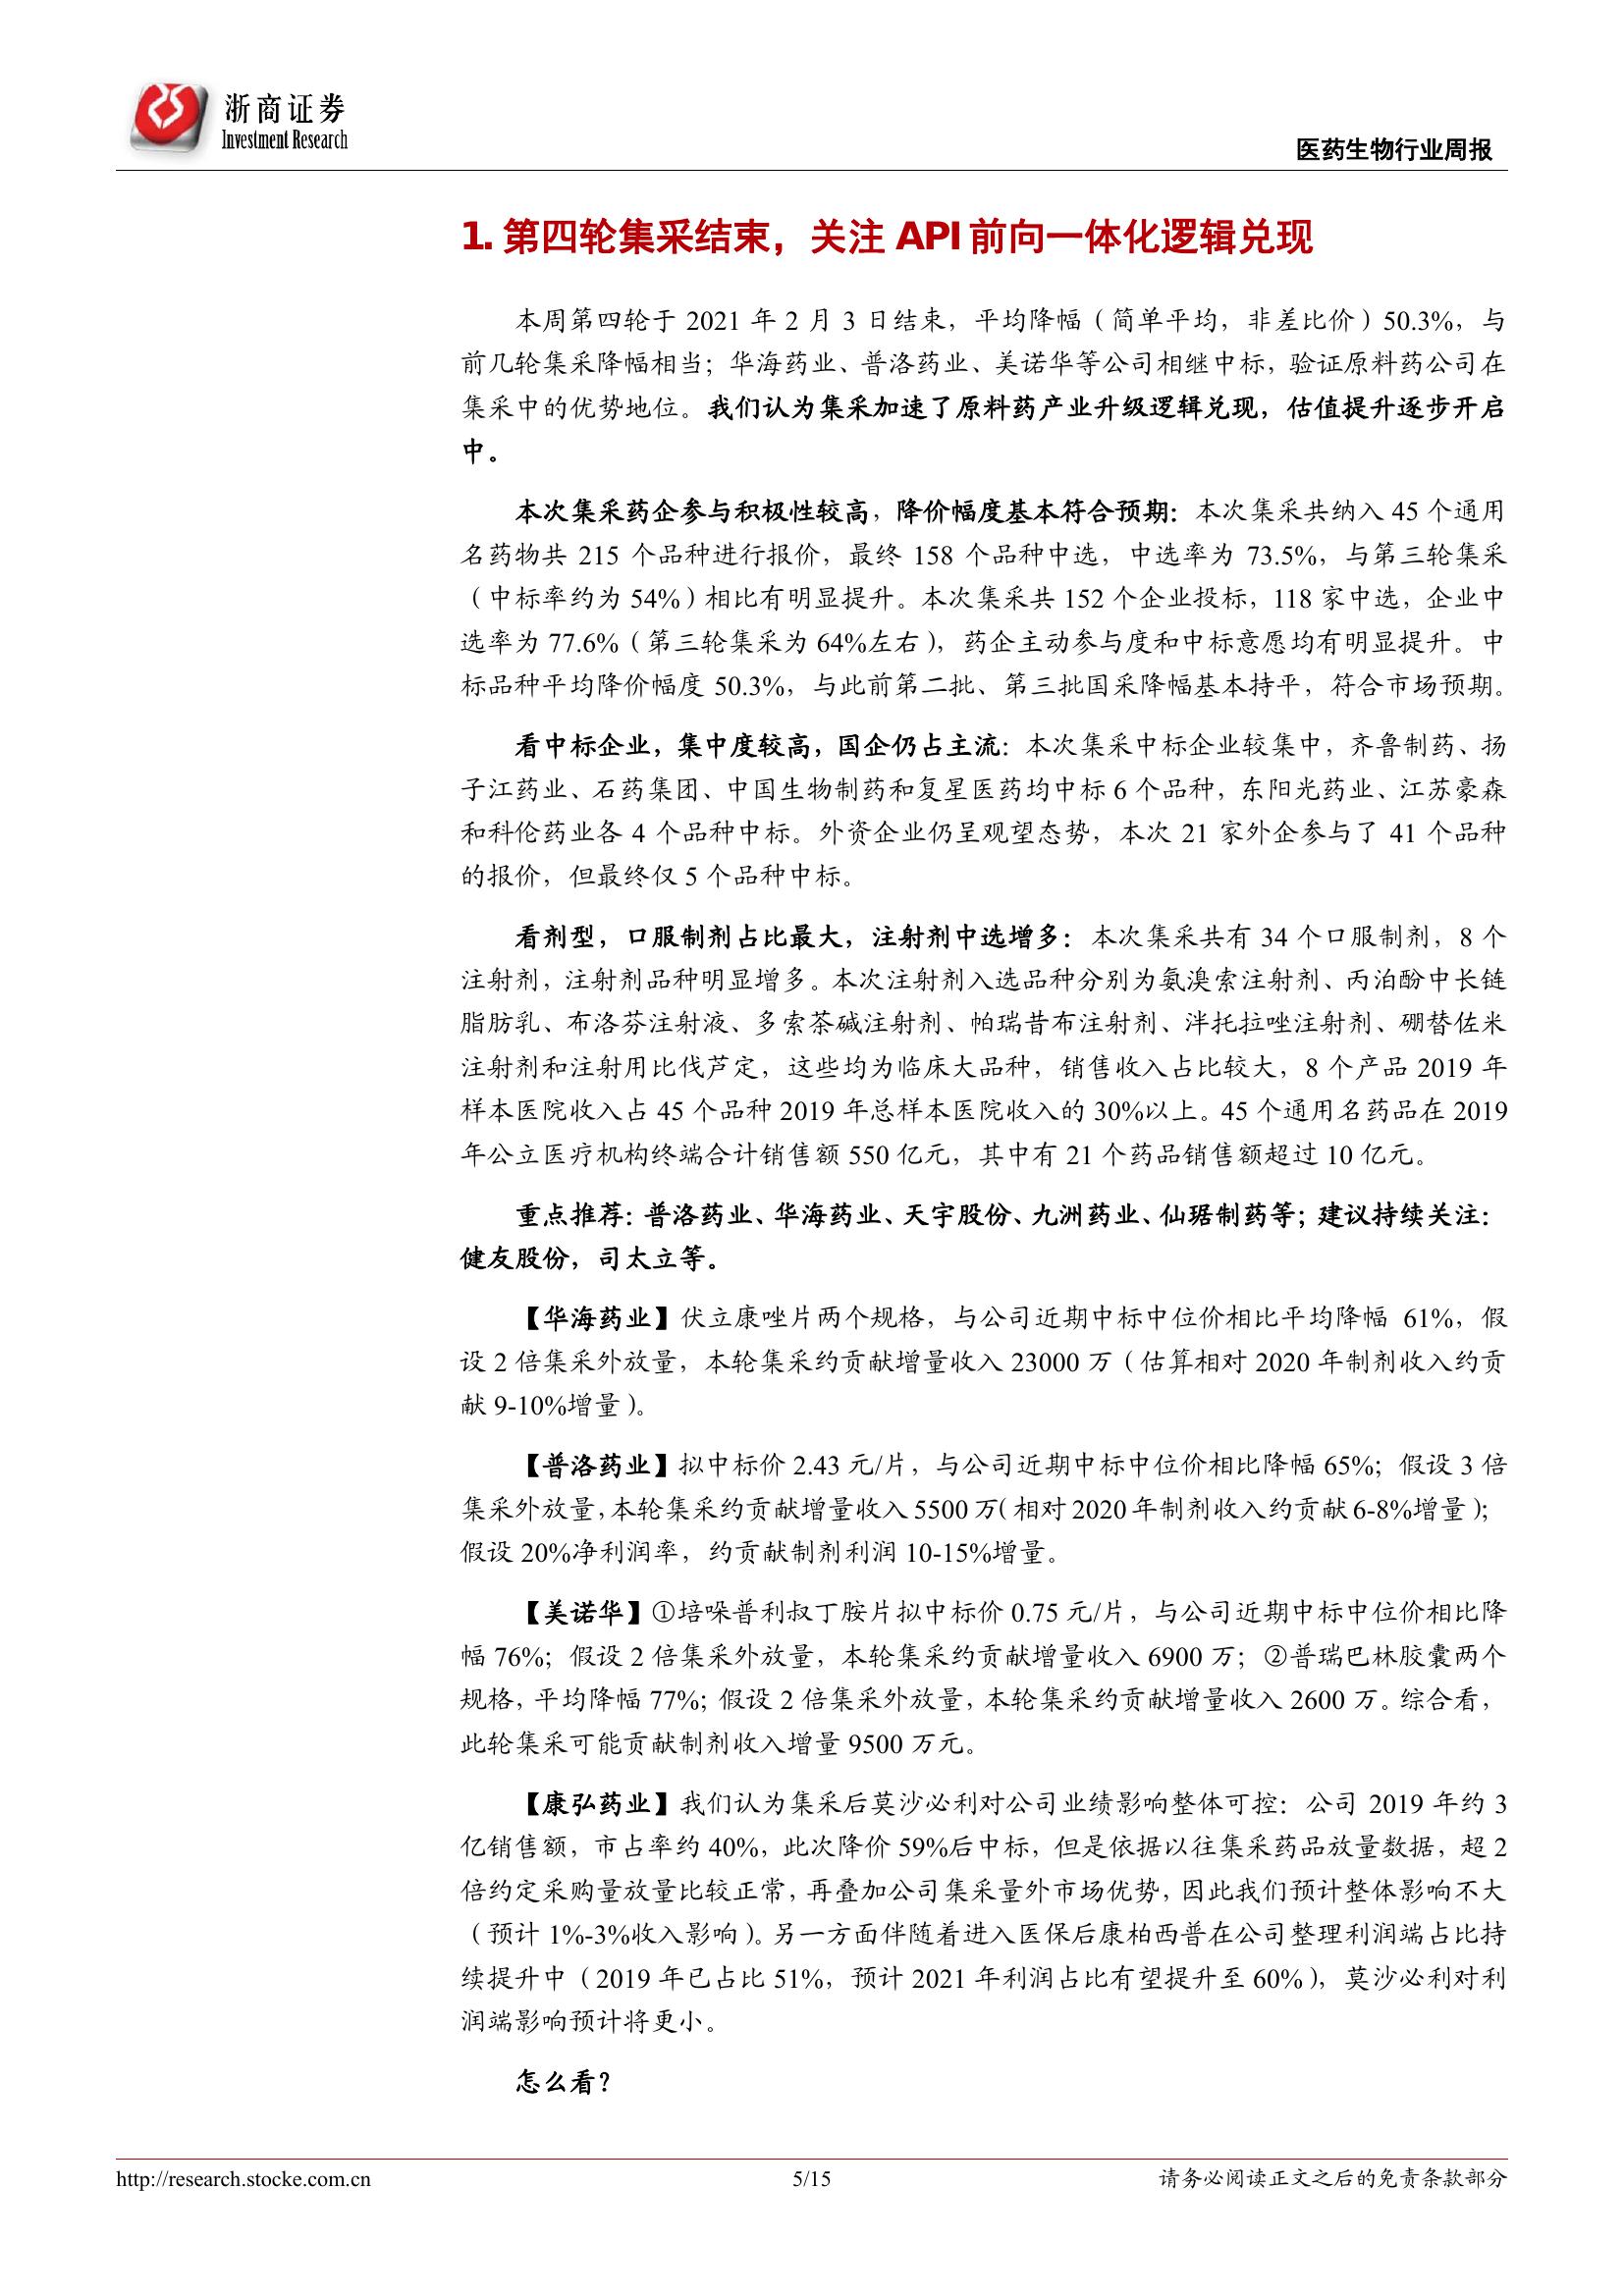 浙商证券
Investment Research
医药生物行业周报
1. 第四轮集采结束，关注 API 前向一体化逻辑兑现
本周第四轮于 2021 年 2 月 3 日结束，平均降幅（简单平均，非差比价）50.3%，与
前几轮集采降幅相当；华海药业、普洛药业、美诺华等公司相继中标，验证原料药公司在
集采中的优势地位。我们认为集采加速了原料药产业升级逻辑兑现，估值提升逐步开启
中。
本次集采药企参与积极性较高，降价幅度基本符合预期：本次集采共纳入 45 个通用
名药物共 215 个品种进行报价，最终 158 个品种中选，中选率为 73.5%，与第三轮集采
（中标率约为 54%）相比有明显提升。本次集采共 152 个企业投标，118 家中选，企业中
选率为 77.6%（第三轮集采为 64%左右），药企主动参与度和中标意愿均有明显提升。中
标品种平均降价幅度 50.3%，与此前第二批、第三批国采降幅基本持平，符合市场预期。
看中标企业，集中度较高，国企仍占主流：本次集采中标企业较集中，齐鲁制药、扬
子江药业、石药集团、中国生物制药和复星医药均中标 6 个品种，东阳光药业、江苏豪森
和科伦药业各 4 个品种中标。外资企业仍呈观望态势，本次 21 家外企参与了 41 个品种
的报价，但最终仅 5 个品种中标。
看剂型，口服制剂占比最大，注射剂中选增多：本次集采共有 34 个口服制剂，8 个
注射剂，注射剂品种明显增多。本次注射剂入选品种分别为氨溴索注射剂、丙泊酚中长链
脂肪乳、布洛芬注射液、多索茶碱注射剂、帕瑞昔布注射剂、泮托拉唑注射剂、硼替佐米
注射剂和注射用比伐芦定，这些均为临床大品种，销售收入占比较大，8 个产品 2019 年
样本医院收入占 45 个品种 2019 年总样本医院收入的 30%以上。45 个通用名药品在 2019
年公立医疗机构终端合计销售额 550 亿元，其中有 21 个药品销售额超过 10 亿元。
重点推荐：普洛药业、华海药业、天宇股份、九洲药业、仙琚制药等；建议持续关注：
健友股份，司太立等。
【华海药业】伏立康唑片两个规格，与公司近期中标中位价相比平均降幅 61%，假
设 2 倍集采外放量，本轮集采约贡献增量收入 23000 万（估算相对 2020 年制剂收入约贡
献 9-10%增量）。
【普洛药业】拟中标价 2.43 元/片，与公司近期中标中位价相比降幅 65%；假设 3 倍
集采外放量，本轮集采约贡献增量收入 5500 万（相对 2020 年制剂收入约贡献 6-8%增量）；
假设 20%净利润率，约贡献制剂利润 10-15%增量。
【美诺华】①培哚普利叔丁胺片拟中标价 0.75 元/片，与公司近期中标中位价相比降
幅 76%；假设 2 倍集采外放量，本轮集采约贡献增量收入 6900 万；②普瑞巴林胶囊两个
规格，平均降幅 77%；假设 2 倍集采外放量，本轮集采约贡献增量收入 2600 万。综合看，
此轮集采可能贡献制剂收入增量 9500 万元。
【康弘药业】我们认为集采后莫沙必利对公司业绩影响整体可控：公司 2019 年约 3
亿销售额，市占率约 40%，此次降价 59%后中标，但是依据以往集采药品放量数据，超 2
倍约定采购量放量比较正常，再叠加公司集采量外市场优势，因此我们预计整体影响不大
（预计 1%-3%收入影响）。另一方面伴随着进入医保后康柏西普在公司整理利润端占比持
续提升中（2019 年已占比 51%，预计 2021 年利润占比有望提升至 60%），莫沙必利对利
润端影响预计将更小。
怎么看？
http://research.stocke.com.cn
5/15
请务必阅读正文之后的免责条款部分